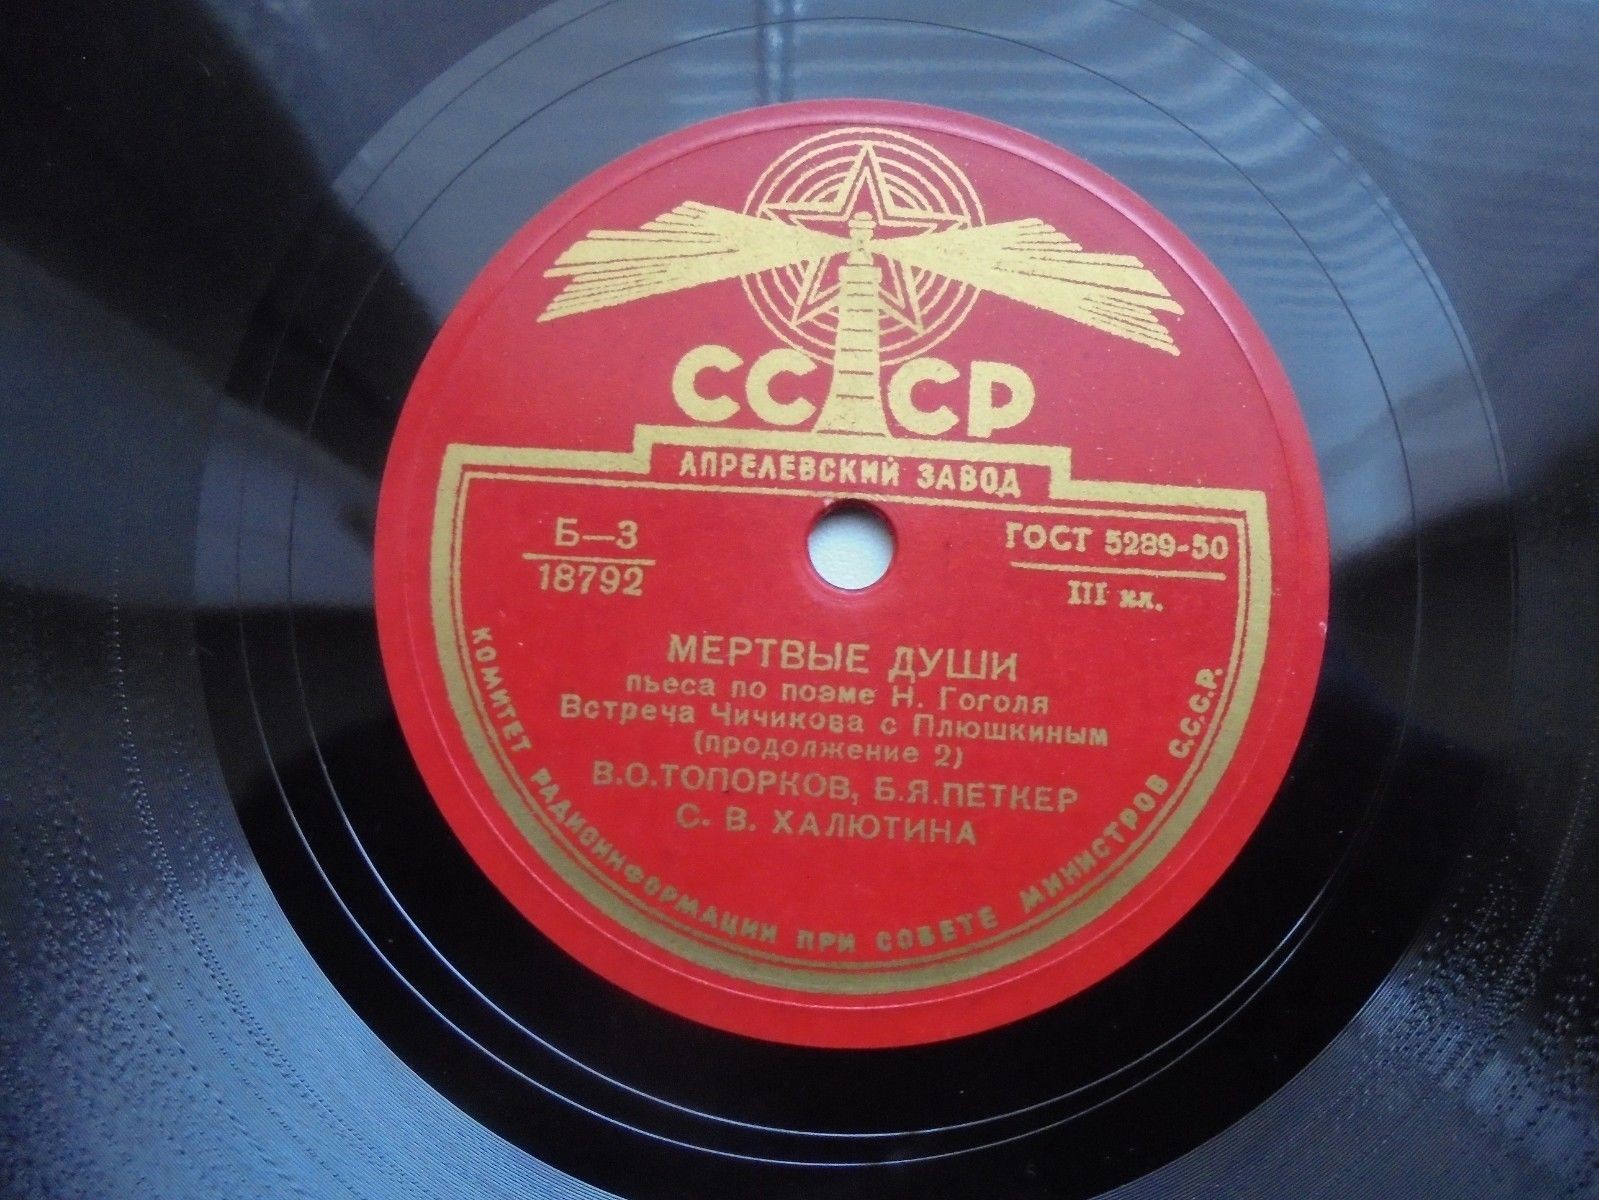 СССР
АПРЕЛЕВСКИЙ ЗАВОД
Б—3
18792
ГОСТ 5289-50
III кл.
МЕРТВЫЕ ДУШИ
пьеса по поэме Н. Гоголя
Встреча Чичикова с Плюшкиным
(продолжение 2)
В.О.ТОПОРКОВ, Б.Я.ПЕТКЕР
С. В. ХАЛЮТИНА
КОМИТЕТ РАДИОИНФОРМАЦИИ ПРИ СОВЕТЕ МИНИСТРОВ С.С.С.Р.